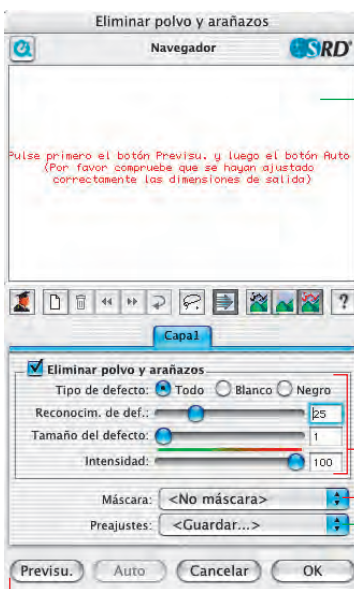 Eliminar polvo y arañazos
Navegador
SRD
Pulse primero el botón Previsu. y luego el botón Auto
(Por favor compruebe que se hayan ajustado
correctamente las dimensiones de salida)
?
Capa1
Eliminar polvo y arañazos
Tipo de defecto: Todo Blanco Negro
Reconocim. de def.: 25
Tamaño del defecto: 1
Intensidad: 100
Máscara: <No máscara>
Preajustes: <Guardar...>
Previsu. Auto Cancelar OK